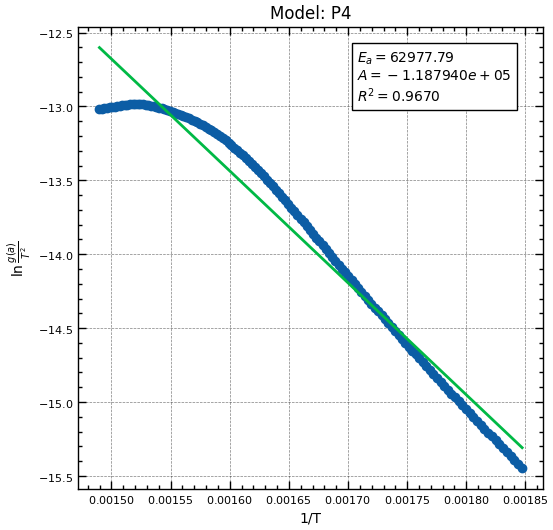 Model: P4
−12.5
−13.0
−13.5
−14.0
−14.5
−15.0
−15.5
ln g(a)/T²
E_a = 62977.79
A = −1.187940e + 05
R² = 0.9670
0.00150 0.00155 0.00160 0.00165 0.00170 0.00175 0.00180 0.00185
1/T